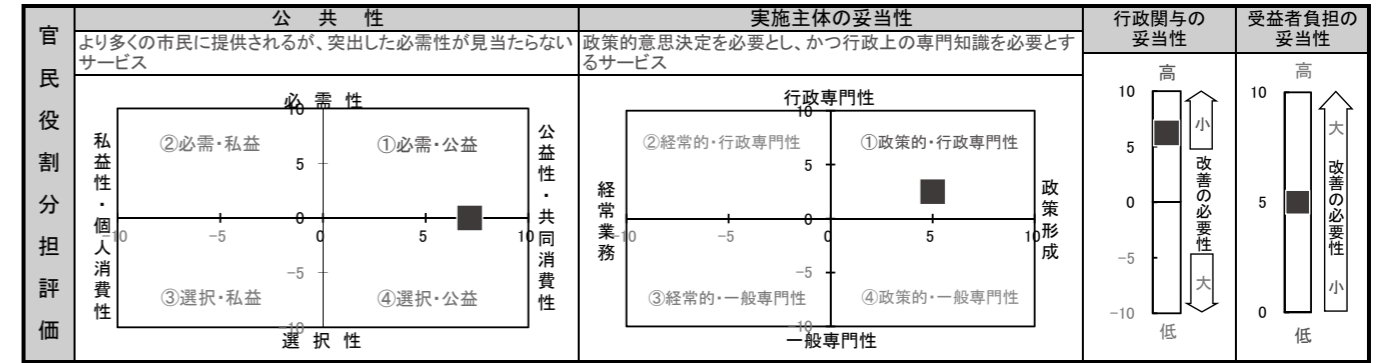 官民役割分担評価
公共性
より多くの市民に提供されるが、突出した必需性が見当たらない
サービス
必需性
10
私益性・個人消費性
②必需・私益
①必需・公益
公益性・共同消費性
5
0
-10
-5
0
5
10
-5
③選択・私益
④選択・公益
-10
選択性
実施主体の妥当性
政策的意思決定を必要とし、かつ行政上の専門知識を必要とす
るサービス
行政専門性
10
経常業務
②経常的・行政専門性
①政策的・行政専門性
政策形成
5
0
-10
-5
0
5
10
-5
③経常的・一般専門性
④政策的・一般専門性
-10
一般専門性
行政関与の
妥当性
高
10
5
0
-5
-10
低
小
改善の必要性
大
受益者負担の
妥当性
高
10
5
0
低
大
改善の必要性
小